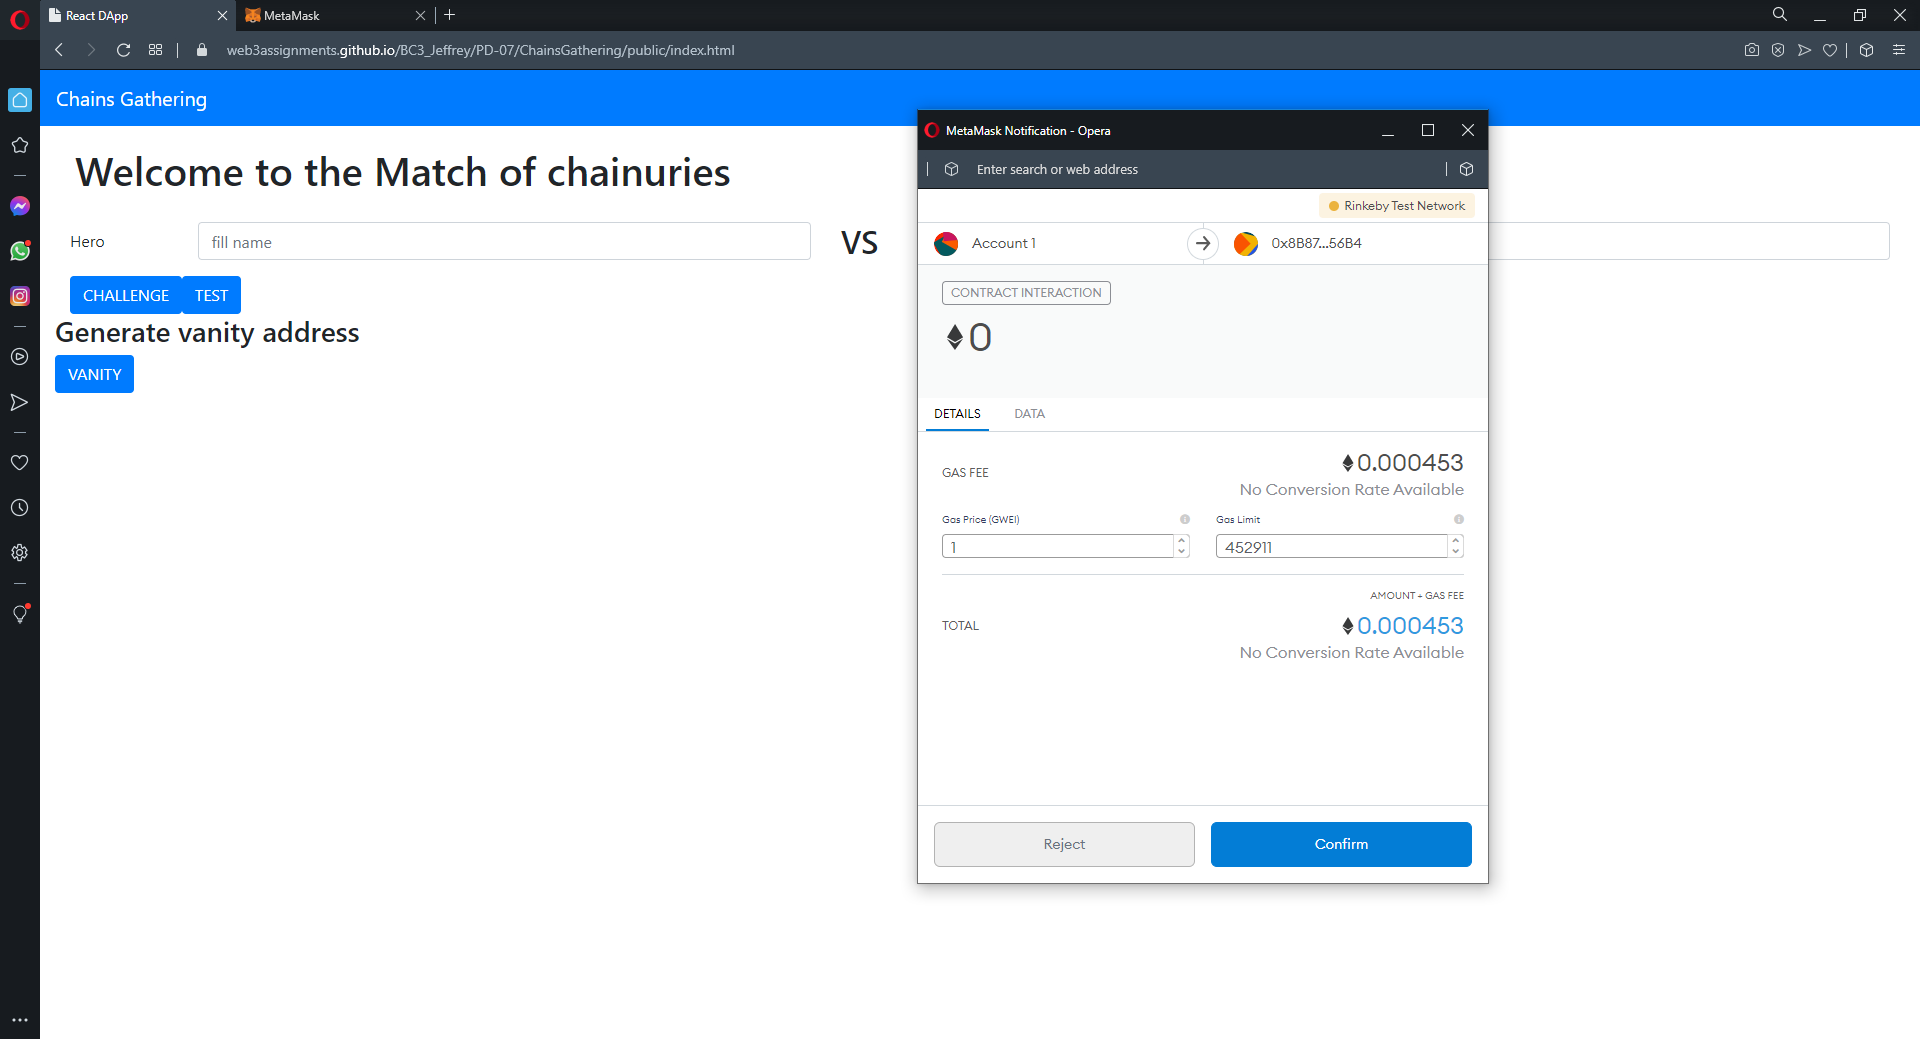 React DApp
MetaMask
web3assignments.github.io/BC3_Jeffrey/PD-07/ChainsGathering/public/index.html
Chains Gathering
Welcome to the Match of chainuries
Hero
fill name
VS
CHALLENGE
TEST
Generate vanity address
VANITY
MetaMask Notification - Opera
Enter search or web address
Rinkeby Test Network
Account 1
0x8B87...56B4
CONTRACT INTERACTION
0
DETAILS
DATA
GAS FEE
0.000453
No Conversion Rate Available
Gas Price (GWEI)
Gas Limit
1
452911
AMOUNT + GAS FEE
TOTAL
0.000453
No Conversion Rate Available
Reject
Confirm